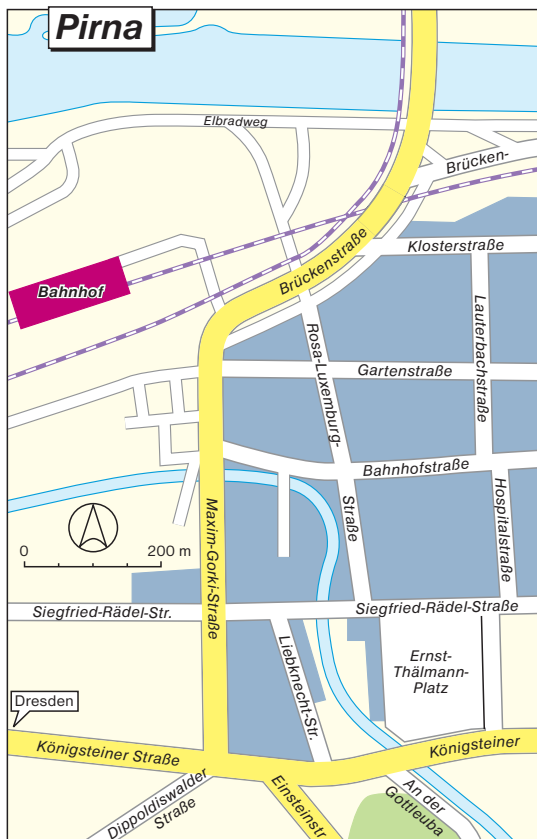 Pirna
Elbradweg
Brücken-
Klosterstraße
Brückenstraße
Bahnhof
Lauterbachstraße
Rosa-Luxemburg-
Straße
Gartenstraße
Bahnhofstraße
Hospitalstraße
Maxim-Gorki-Straße
0 200 m
Siegfried-Rädel-Str.
Siegfried-Rädel-Straße
Liebknecht-Str.
Ernst-
Thälmann-
Platz
Dresden
Königsteiner Straße
Königsteiner
Dippoldiswalder
Straße
Einsteinstr
An der
Gottleuba